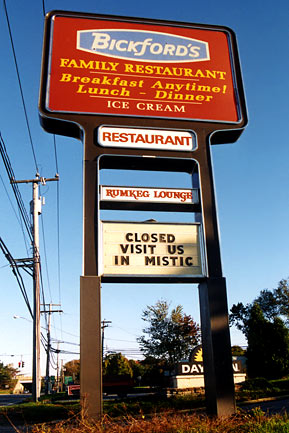 BICKFORD'S
FAMILY RESTAURANT
Breakfast Anytime!
Lunch - Dinner
ICE CREAM
RESTAURANT
RUMKEG LOUNGE
CLOSED
VISIT US
IN MISTIC